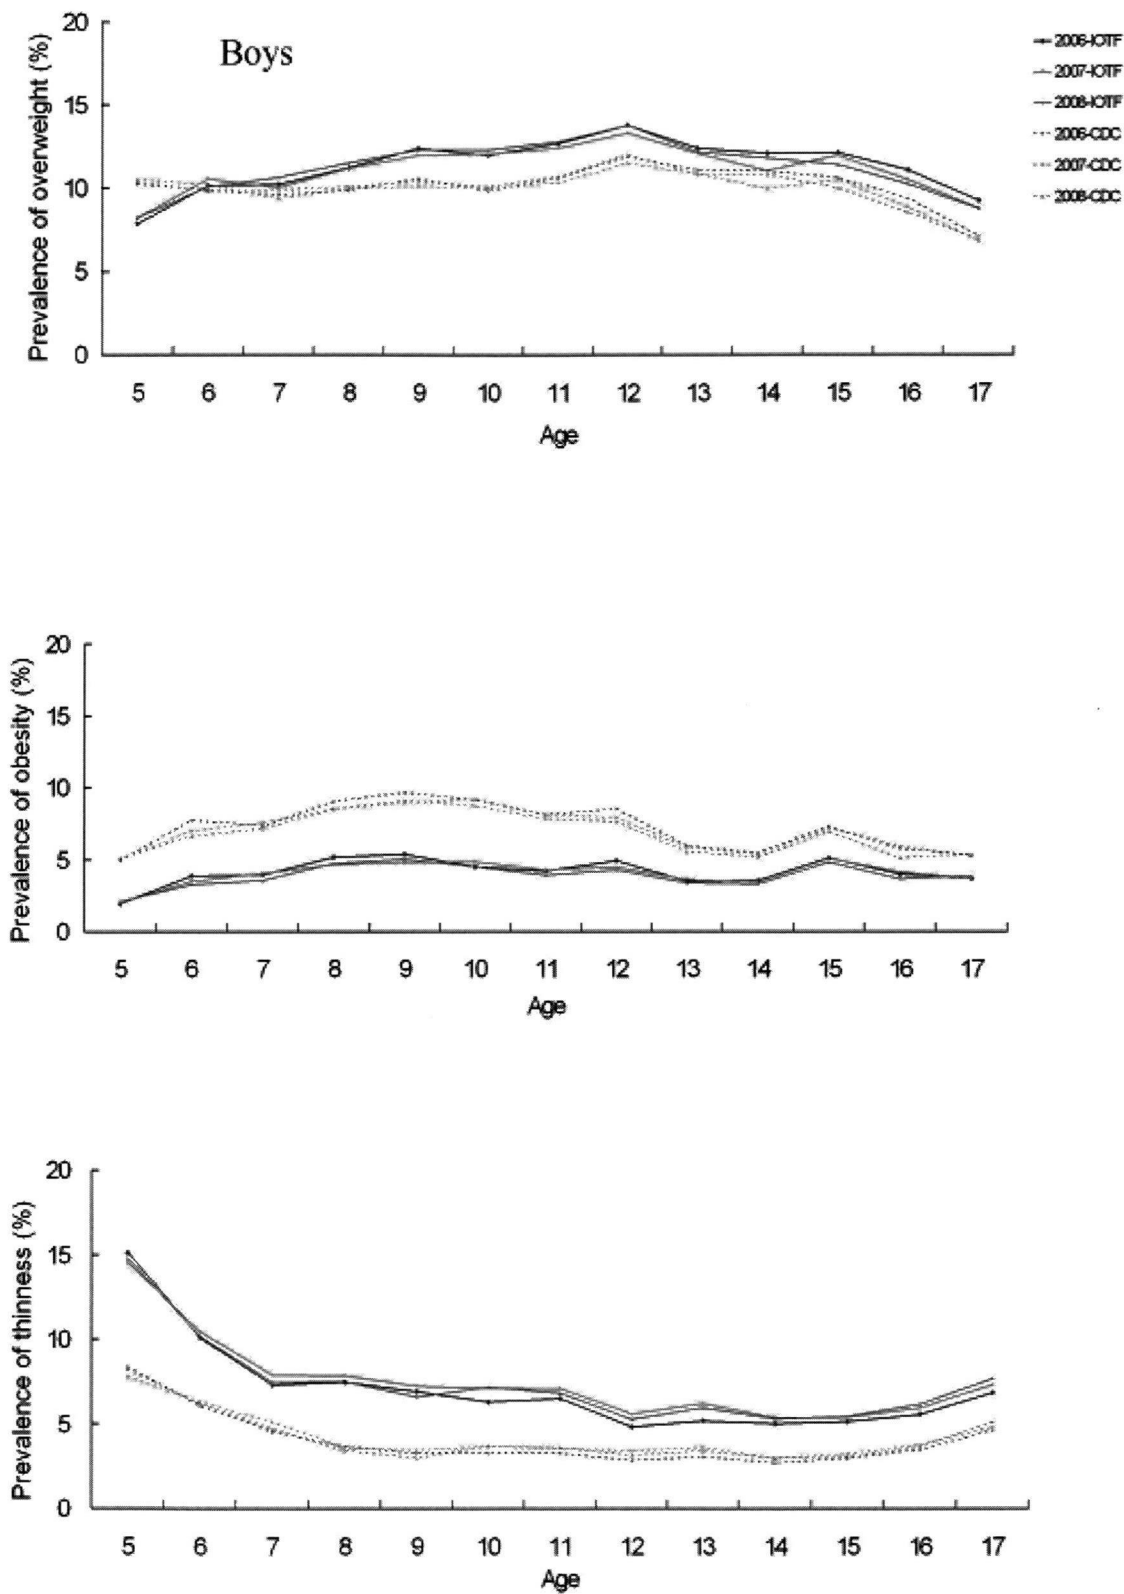 Boys
Prevalence of overweight (%)
20
15
10
5
0
5 6 7 8 9 10 11 12 13 14 15 16 17
Age
2006-IOTF
2007-IOTF
2008-IOTF
2006-CDC
2007-CDC
2008-CDC
Prevalence of obesity (%)
20
15
10
5
0
5 6 7 8 9 10 11 12 13 14 15 16 17
Age
Prevalence of thinness (%)
20
15
10
5
0
5 6 7 8 9 10 11 12 13 14 15 16 17
Age